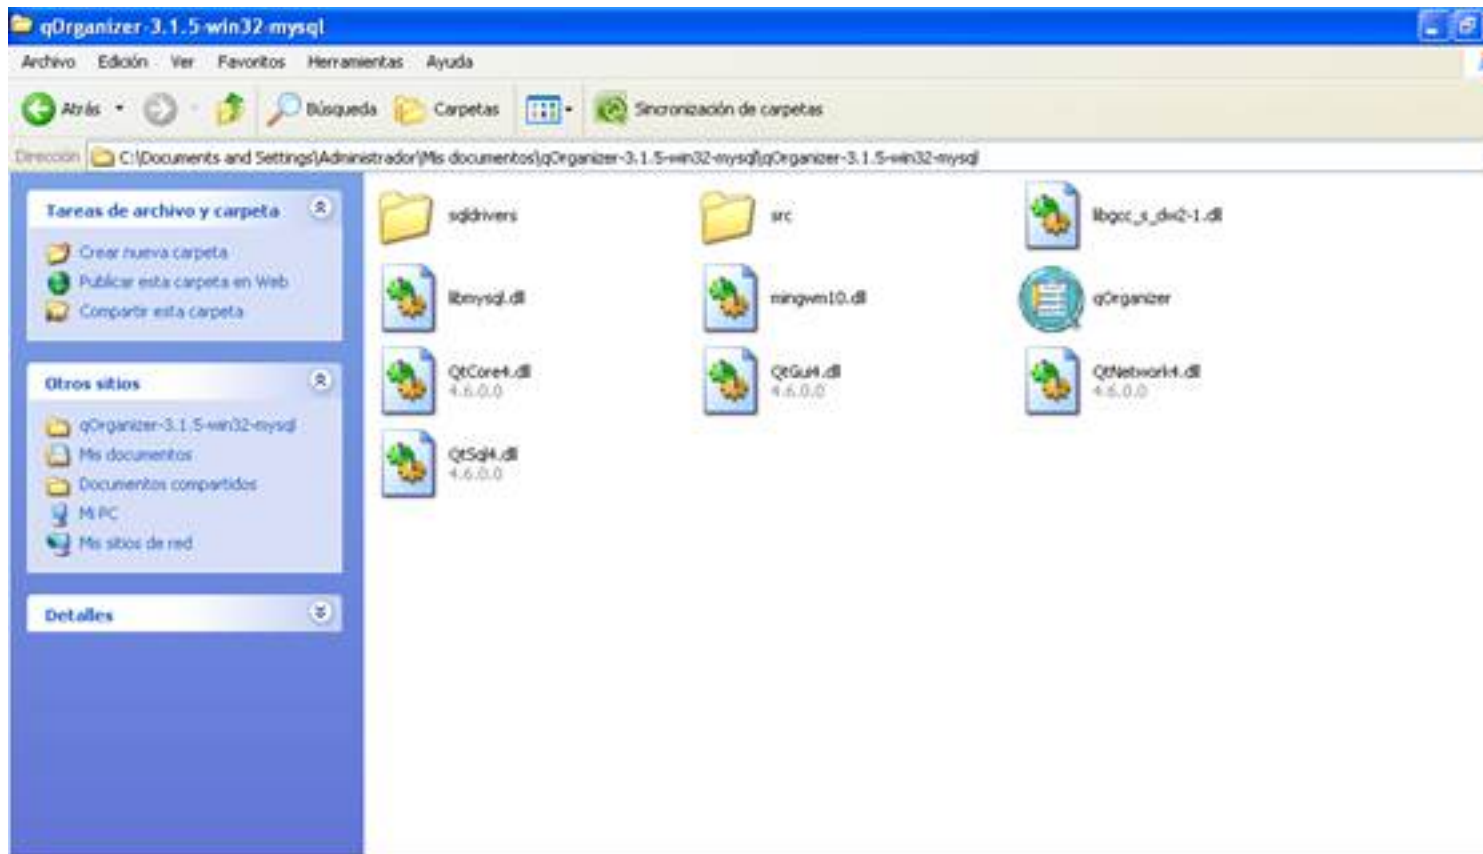 qOrganizer-3.1.5-win32-mysql
Archivo Edición Ver Favoritos Herramientas Ayuda
Atrás Búsqueda Carpetas Sincronización de carpetas
Dirección C:\Documents and Settings\Administrador\Mis documentos\qOrganizer-3.1.5-win32-mysql\qOrganizer-3.1.5-win32-mysql
Tareas de archivo y carpeta
Crear nueva carpeta
Publicar esta carpeta en Web
Compartir esta carpeta
Otros sitios
qOrganizer-3.1.5-win32-mysql
Mis documentos
Documentos compartidos
Mi PC
Mis sitios de red
Detalles
sqldrivers
src
libgcc_s_dw2-1.dll
libmysql.dll
mingwm10.dll
qOrganizer
QtCore4.dll
4.6.0.0
QtGui4.dll
4.6.0.0
QtNetwork4.dll
4.6.0.0
QtSql4.dll
4.6.0.0